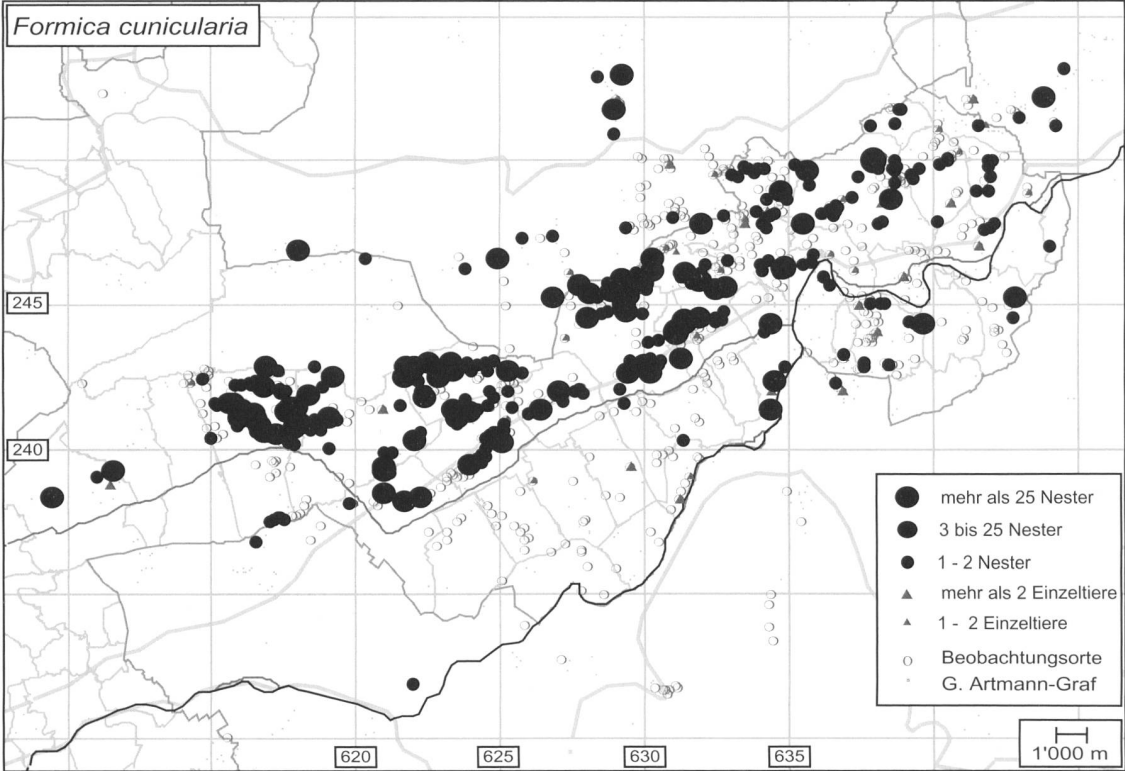 Formica cunicularia
245
240
mehr als 25 Nester
3 bis 25 Nester
1 - 2 Nester
mehr als 2 Einzeltiere
1 - 2 Einzeltiere
Beobachtungsorte
G. Artmann-Graf
620
625
630
635
1'000 m